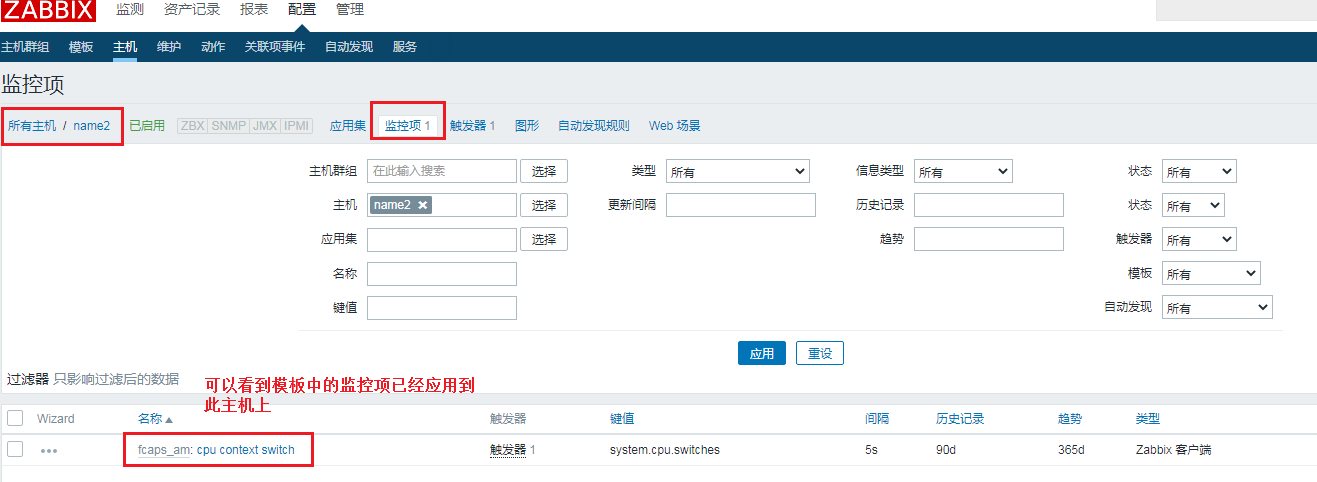 ZABBIX 监测 资产记录 报表 配置 管理
主机群组 模板 主机 维护 动作 关联项事件 自动发现 服务
监控项
所有主机 / name2 已启用 ZBX SNMP JMX IPMI 应用集 监控项 1 触发器 1 图形 自动发现规则 Web 场景
主机群组 在此输入搜索 选择 类型 所有 信息类型 所有 状态 所有
主机 name2 × 选择 更新间隔 历史记录 状态 所有
应用集 选择 趋势 触发器 所有
名称 模板 所有
键值 自动发现 所有
应用 重设
过滤器 只影响过滤后的数据
可以看到模板中的监控项已经应用到
此主机上
Wizard 名称 触发器 键值 间隔 历史记录 趋势 类型
fcaps_am: cpu context switch 触发器 1 system.cpu.switches 5s 90d 365d Zabbix 客户端